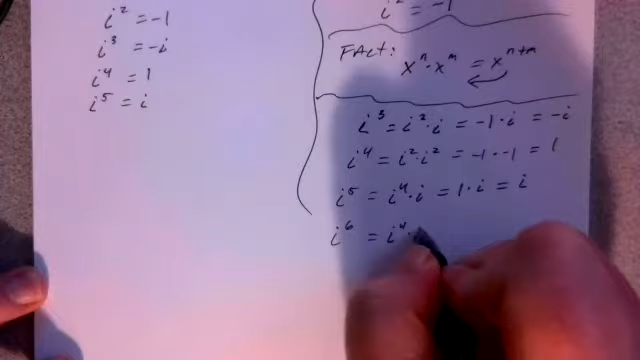 i² = -1
i³ = -i
i⁴ = 1
i⁵ = i
i² = -1
FACt: xⁿ · xᵐ = xⁿ⁺ᵐ
i³ = i² · i = -1 · i = -i
i⁴ = i² · i² = -1 · -1 = 1
i⁵ = i⁴ · i = 1 · i = i
i⁶ = i⁴ ·